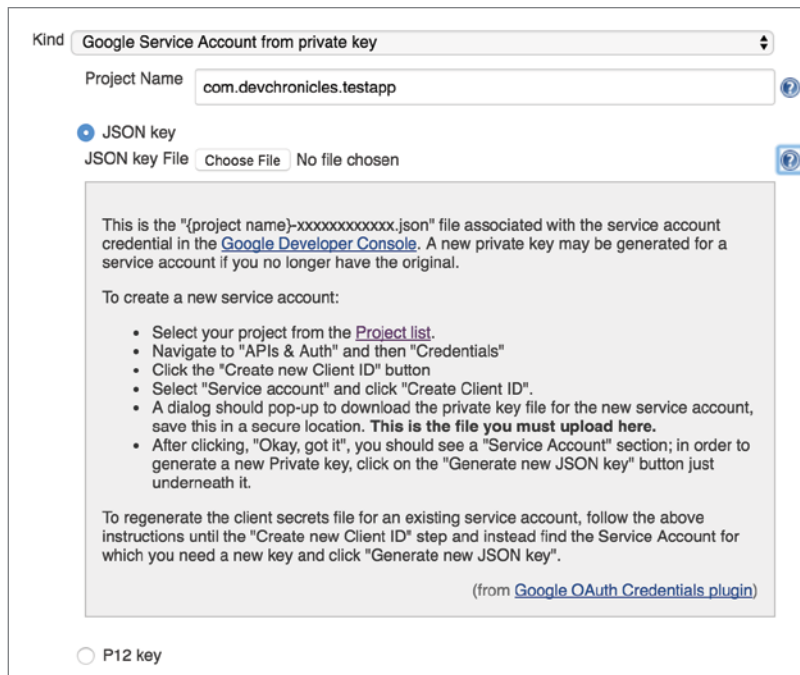 Kind Google Service Account from private key
Project Name com.devchronicles.testapp
JSON key
JSON key File Choose File No file chosen
This is the "{project name}-xxxxxxxxxxxx.json" file associated with the service account
credential in the Google Developer Console. A new private key may be generated for a
service account if you no longer have the original.
To create a new service account:
• Select your project from the Project list.
• Navigate to "APIs & Auth" and then "Credentials"
• Click the "Create new Client ID" button
• Select "Service account" and click "Create Client ID".
• A dialog should pop-up to download the private key file for the new service account,
save this in a secure location. This is the file you must upload here.
• After clicking, "Okay, got it", you should see a "Service Account" section; in order to
generate a new Private key, click on the "Generate new JSON key" button just
underneath it.
To regenerate the client secrets file for an existing service account, follow the above
instructions until the "Create new Client ID" step and instead find the Service Account for
which you need a new key and click "Generate new JSON key".
(from Google OAuth Credentials plugin)
P12 key